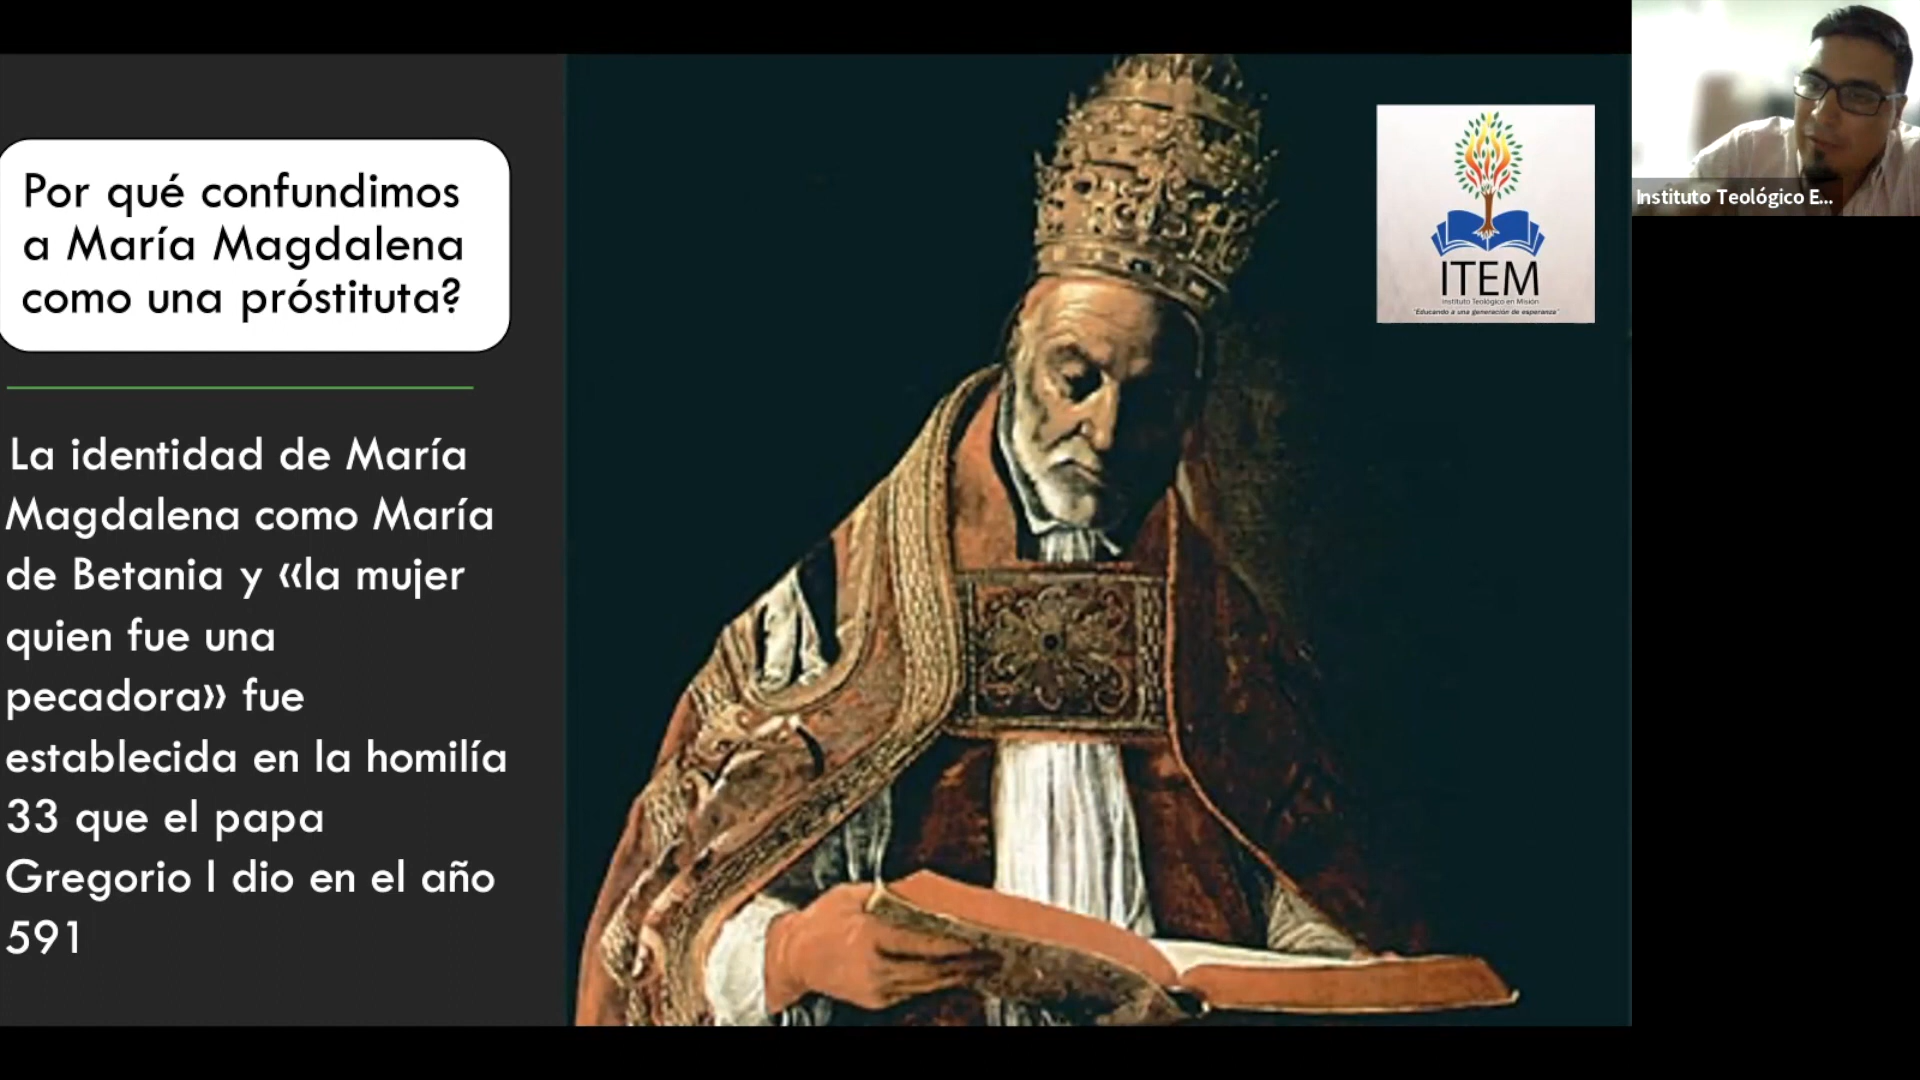 Por qué confundimos
a María Magdalena
como una próstituta?
La identidad de María
Magdalena como María
de Betania y «la mujer
quien fue una
pecadora» fue
establecida en la homilía
33 que el papa
Gregorio I dio en el año
591
ITEM
Instituto Teológico en Misión
"Educando a una generación de esperanza"
Instituto Teológico E...